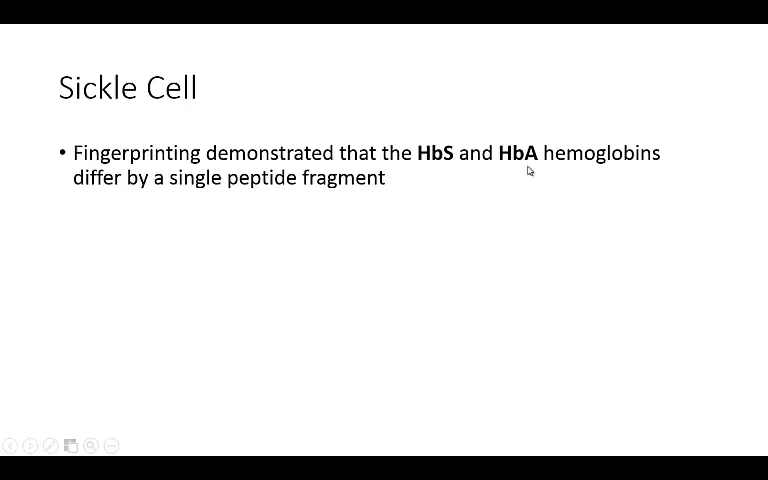 Sickle Cell
• Fingerprinting demonstrated that the HbS and HbA hemoglobins
differ by a single peptide fragment